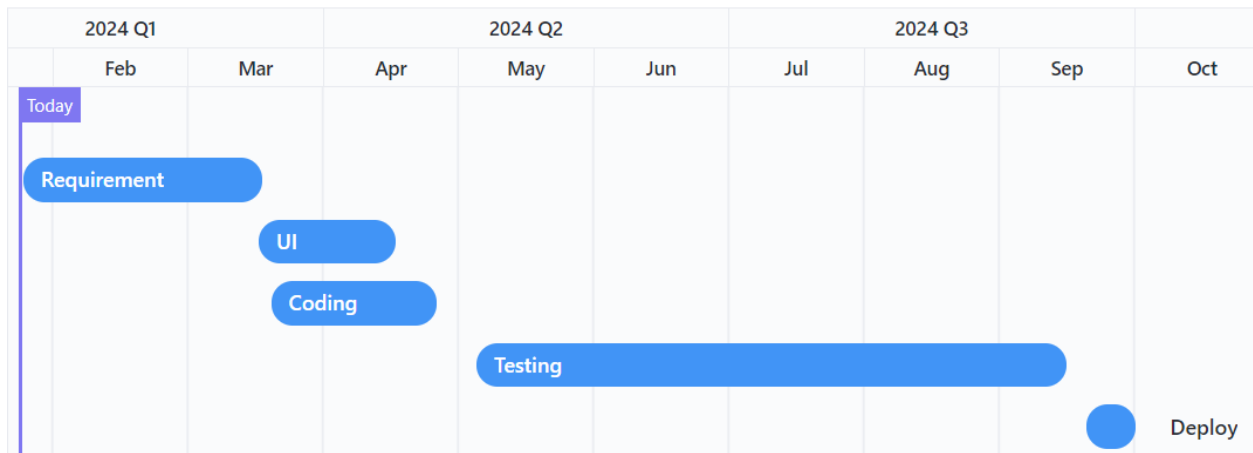 2024 Q1 2024 Q2 2024 Q3
Feb Mar Apr May Jun Jul Aug Sep Oct
Today
Requirement
UI
Coding
Testing
Deploy